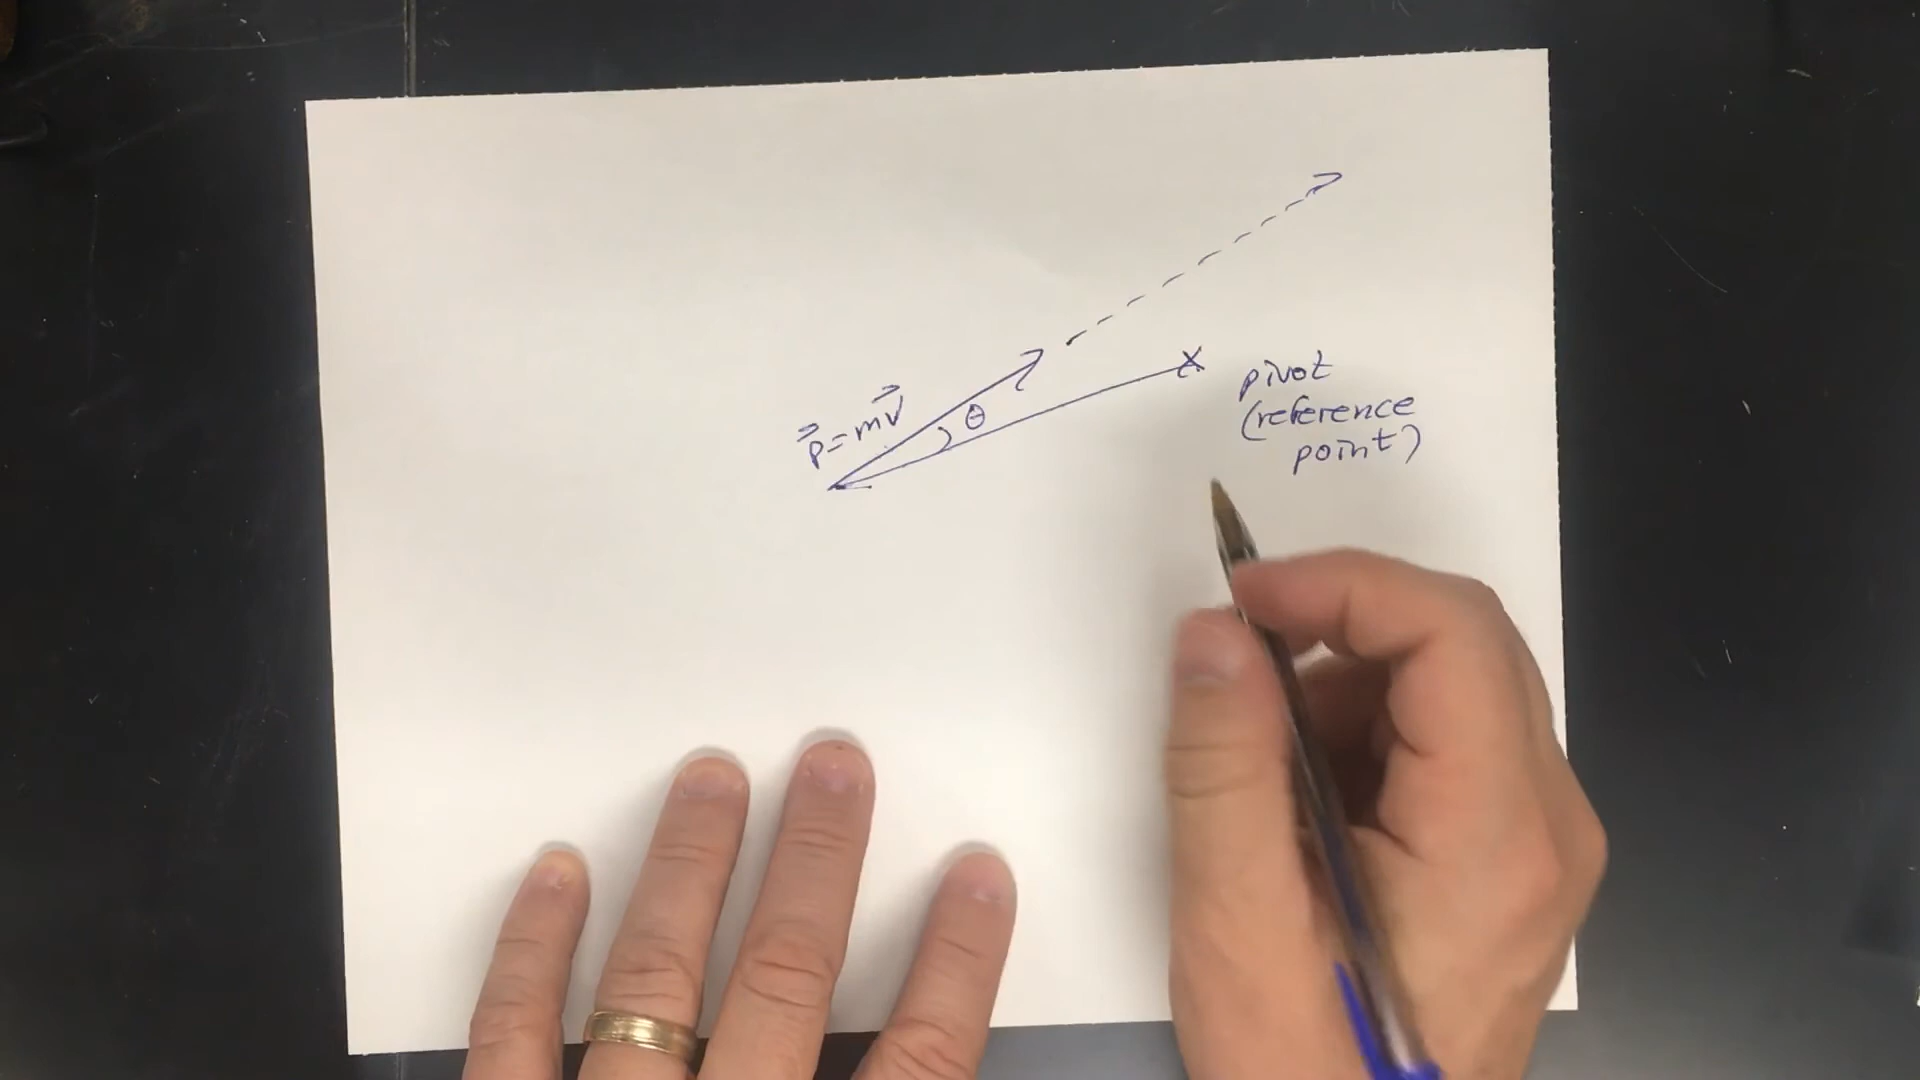 p⃗=mv⃗
θ
x
pivot
(reference
point)